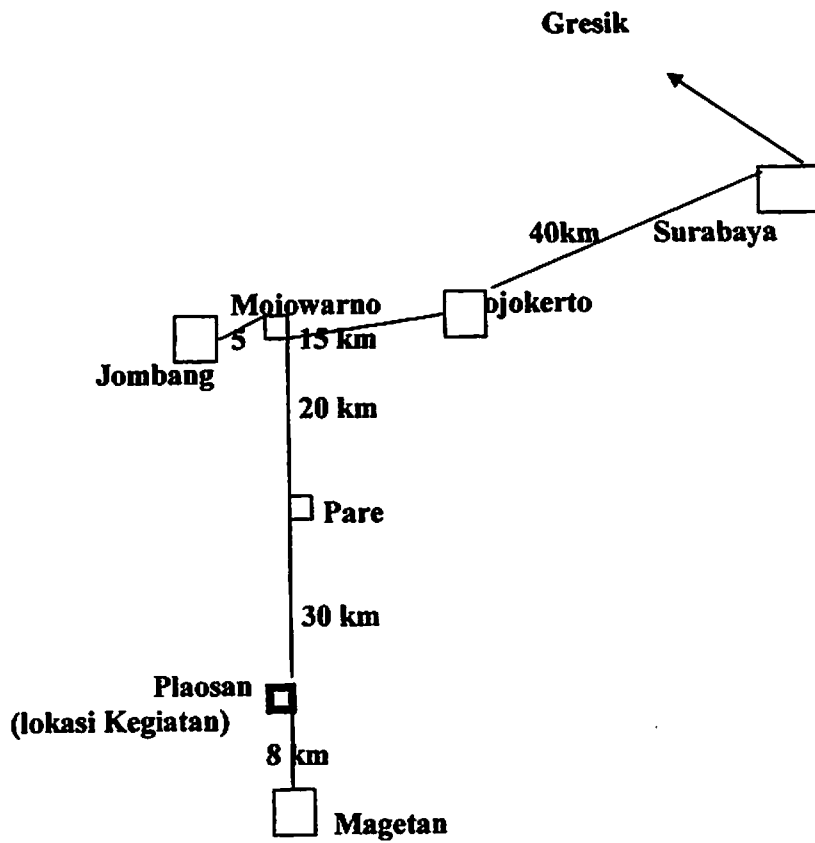 Gresik
40km
Surabaya
Mojowarno
ojokerto
5
15 km
Jombang
20 km
Pare
30 km
Plaosan
(lokasi Kegiatan)
8 km
Magetan